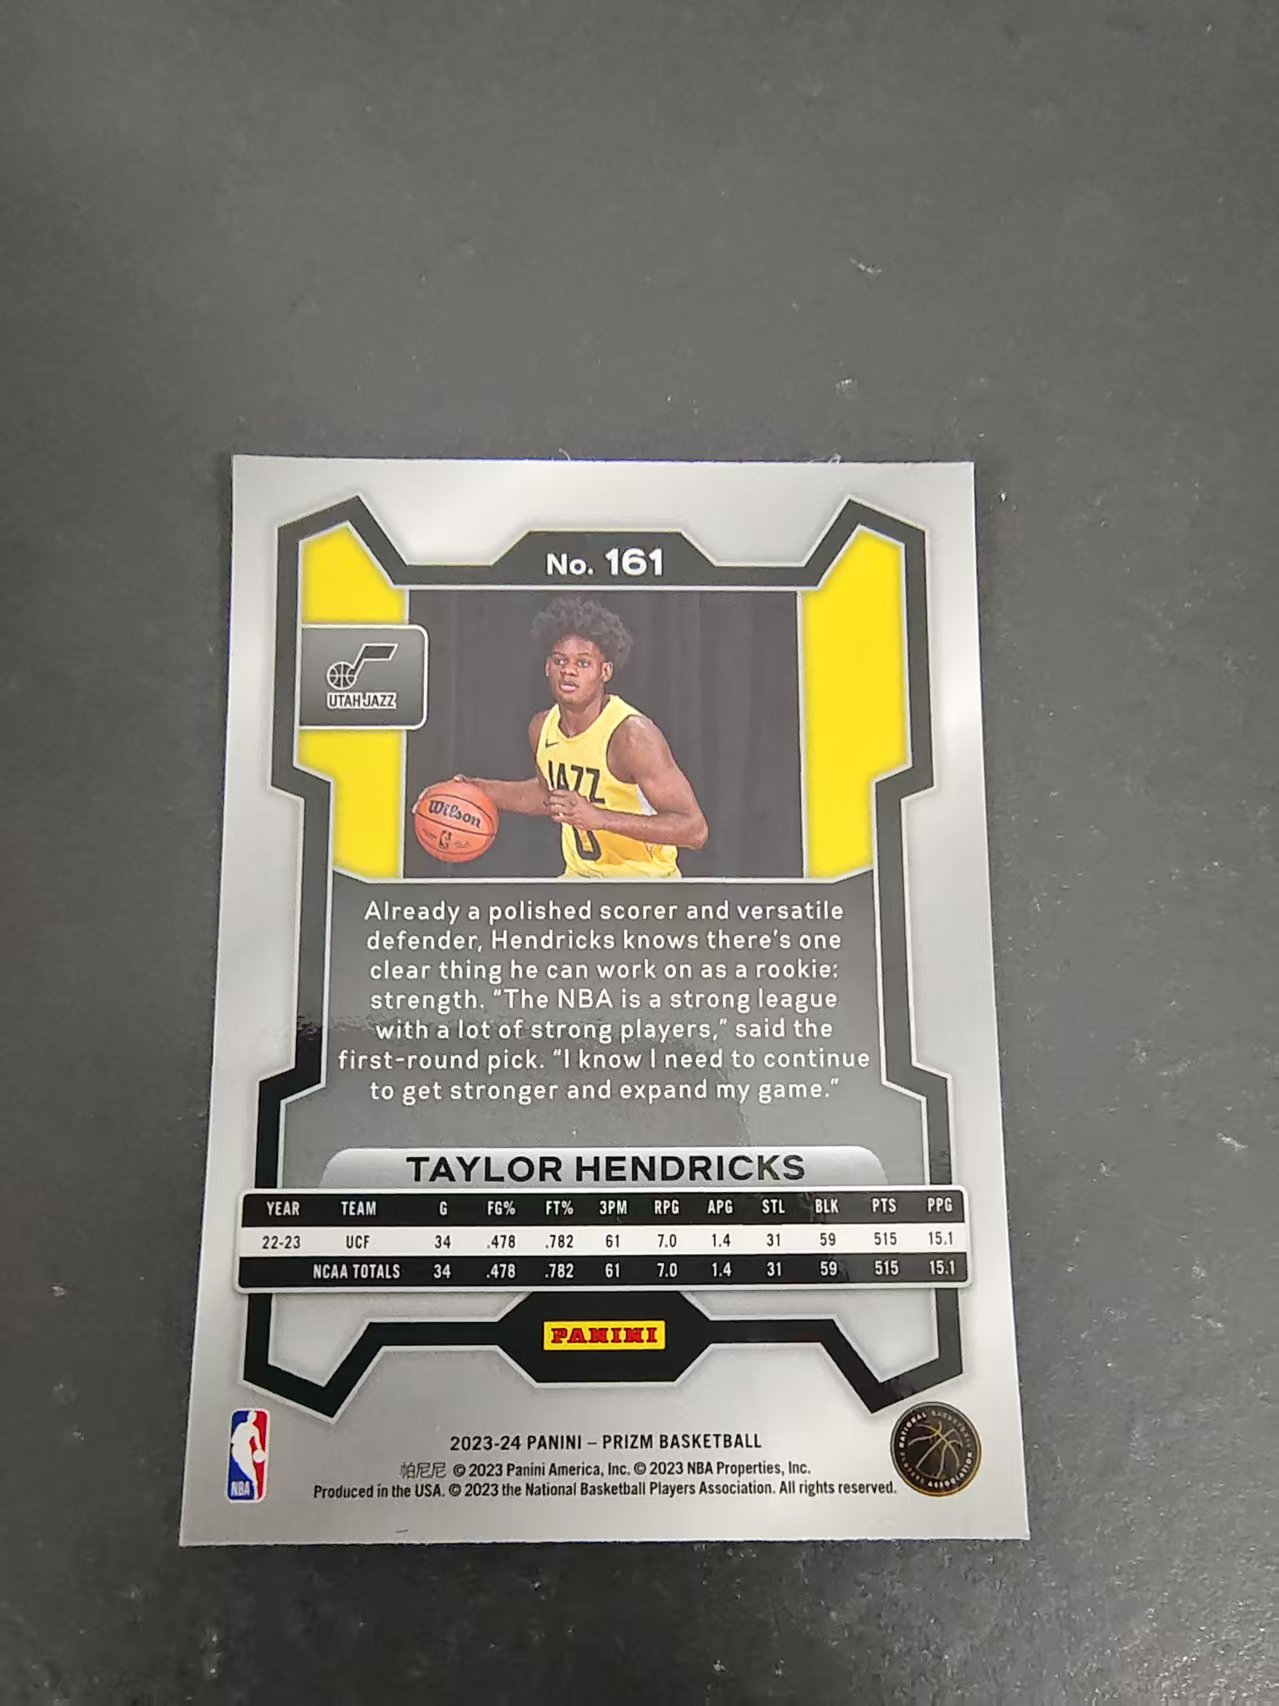 No. 161
UTAH JAZZ
Wilson
JAZZ
0
Already a polished scorer and versatile
defender, Hendricks knows there's one
clear thing he can work on as a rookie:
strength. "The NBA is a strong league
with a lot of strong players," said the
first-round pick. "I know I need to continue
to get stronger and expand my game."
TAYLOR HENDRICKS
YEAR TEAM G FG% FT% 3PM RPG APG STL BLK PTS PPG
22-23 UCF 34 .478 .782 61 7.0 1.4 31 59 515 15.1
NCAA TOTALS 34 .478 .782 61 7.0 1.4 31 59 515 15.1
PANINI
2023-24 PANINI – PRIZM BASKETBALL
帕尼尼 © 2023 Panini America, Inc. © 2023 NBA Properties, Inc.
Produced in the USA. © 2023 the National Basketball Players Association. All rights reserved.
NBA
NATIONAL BASKETBALL PLAYERS ASSOCIATION